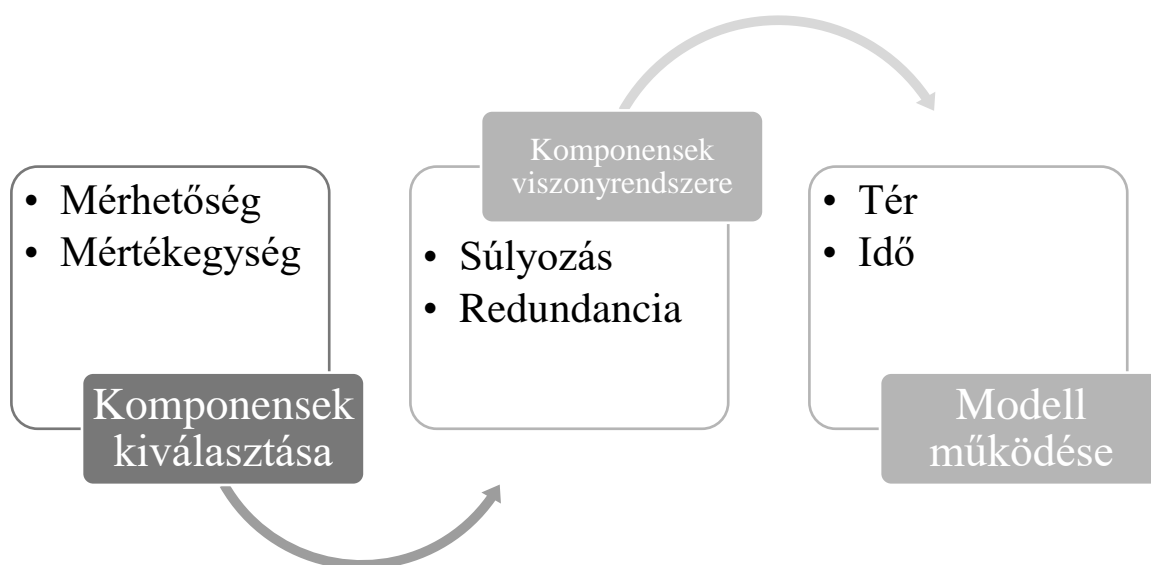 • Mérhetőség
• Mértékegység
Komponensek
kiválasztása
Komponensek
viszonyrendszere
• Súlyozás
• Redundancia
• Tér
• Idő
Modell
működése